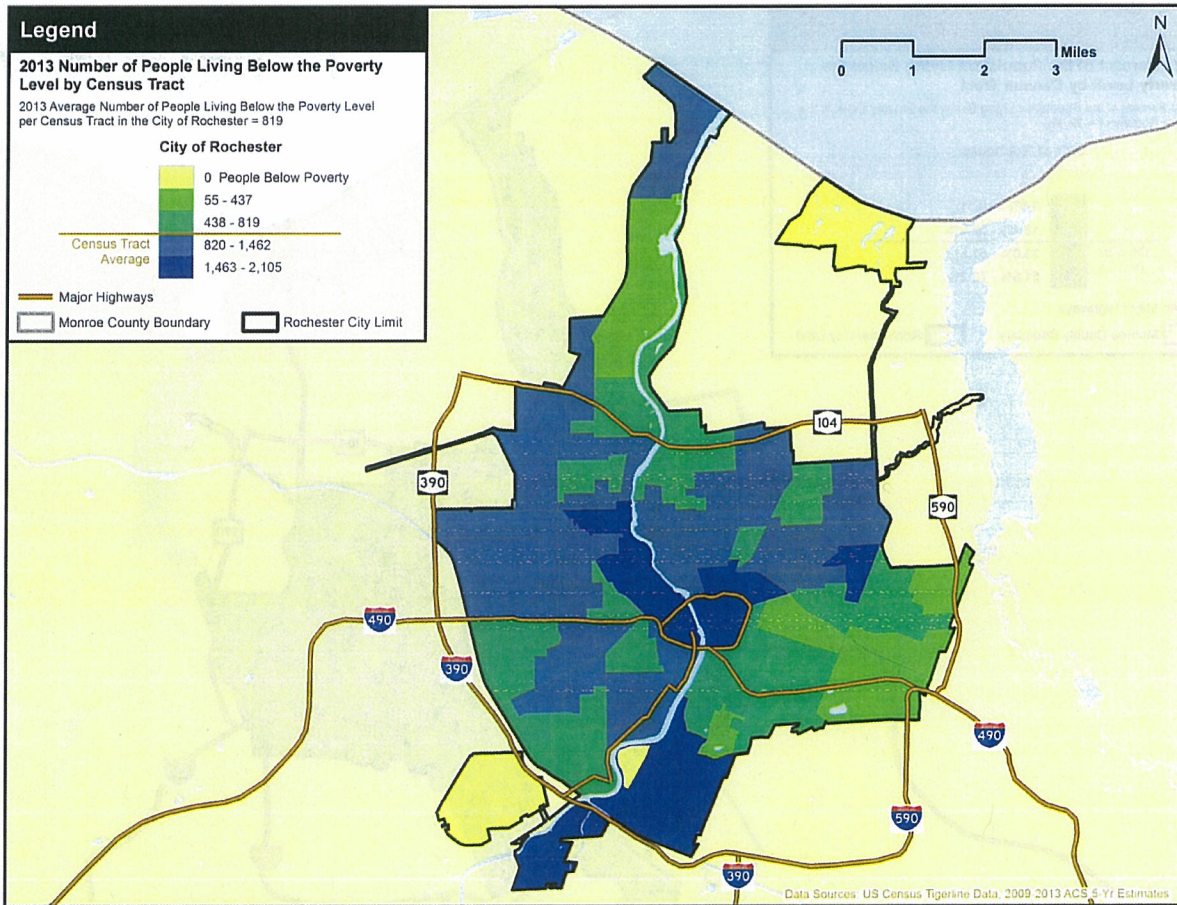 Legend
2013 Number of People Living Below the Poverty
Level by Census Tract
2013 Average Number of People Living Below the Poverty Level
per Census Tract in the City of Rochester = 819
City of Rochester
0 People Below Poverty
55 - 437
438 - 819
Census Tract
Average
820 - 1,462
1,463 - 2,105
Major Highways
Monroe County Boundary
Rochester City Limit
N
Miles
0 1 2 3
104
390
590
490
390
490
590
390
Data Sources: US Census Tigerline Data, 2009-2013 ACS 5-Yr Estimates